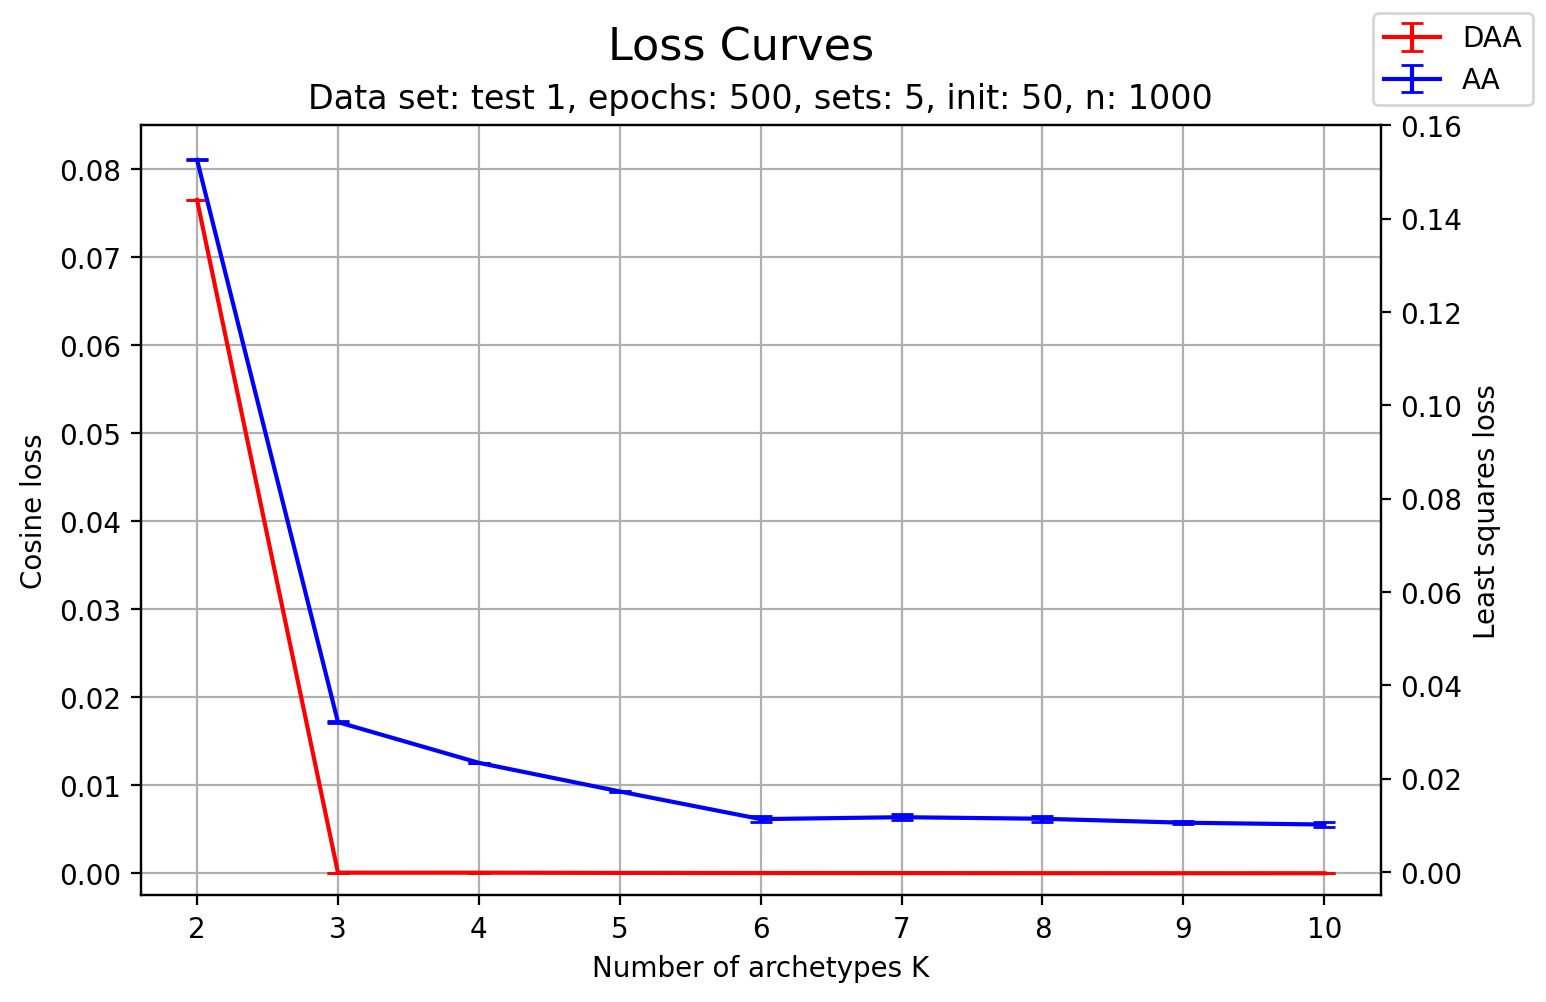 Loss Curves
Data set: test 1, epochs: 500, sets: 5, init: 50, n: 1000
DAA
AA
Cosine loss
0.08
0.07
0.06
0.05
0.04
0.03
0.02
0.01
0.00
0.16
0.14
0.12
0.10
0.08
0.06
0.04
0.02
0.00
Least squares loss
2 3 4 5 6 7 8 9 10
Number of archetypes K